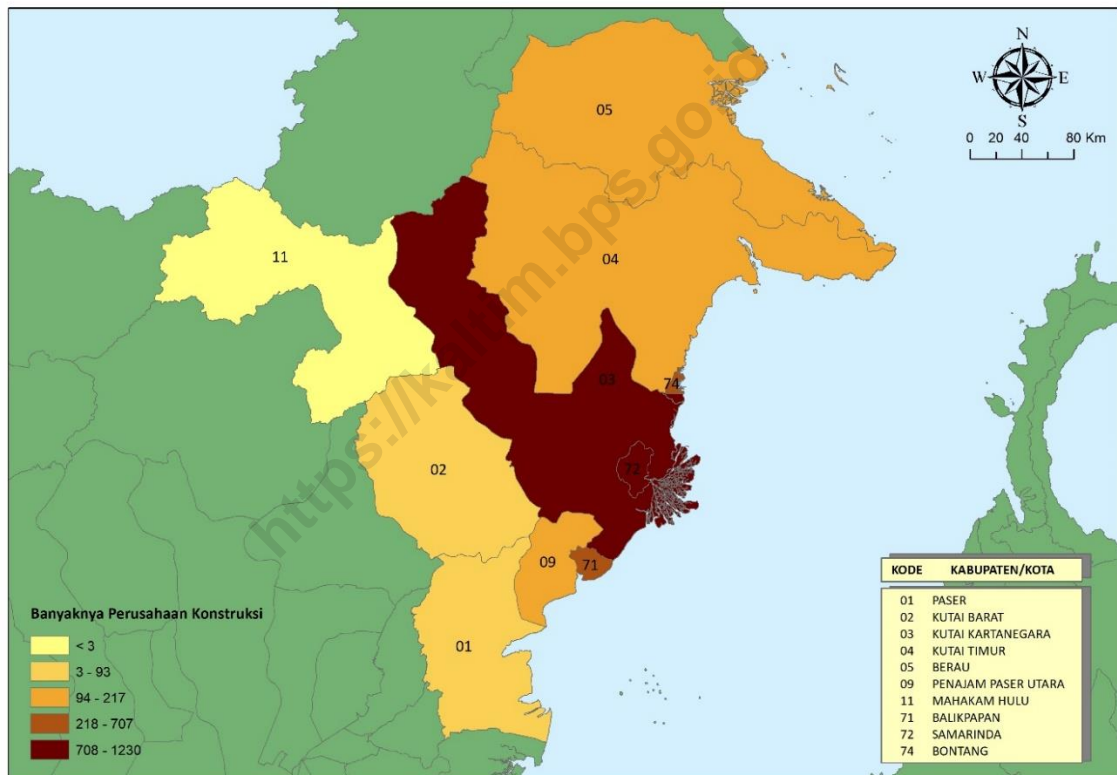 N
W E
S
0 20 40 80 Km
05
11
04
03
74
02
72
09
71
01
https://kaltim.bps.go.id
Banyaknya Perusahaan Konstruksi
< 3
3 - 93
94 - 217
218 - 707
708 - 1230
KODE KABUPATEN/KOTA
01 PASER
02 KUTAI BARAT
03 KUTAI KARTANEGARA
04 KUTAI TIMUR
05 BERAU
09 PENAJAM PASER UTARA
11 MAHAKAM HULU
71 BALIKPAPAN
72 SAMARINDA
74 BONTANG